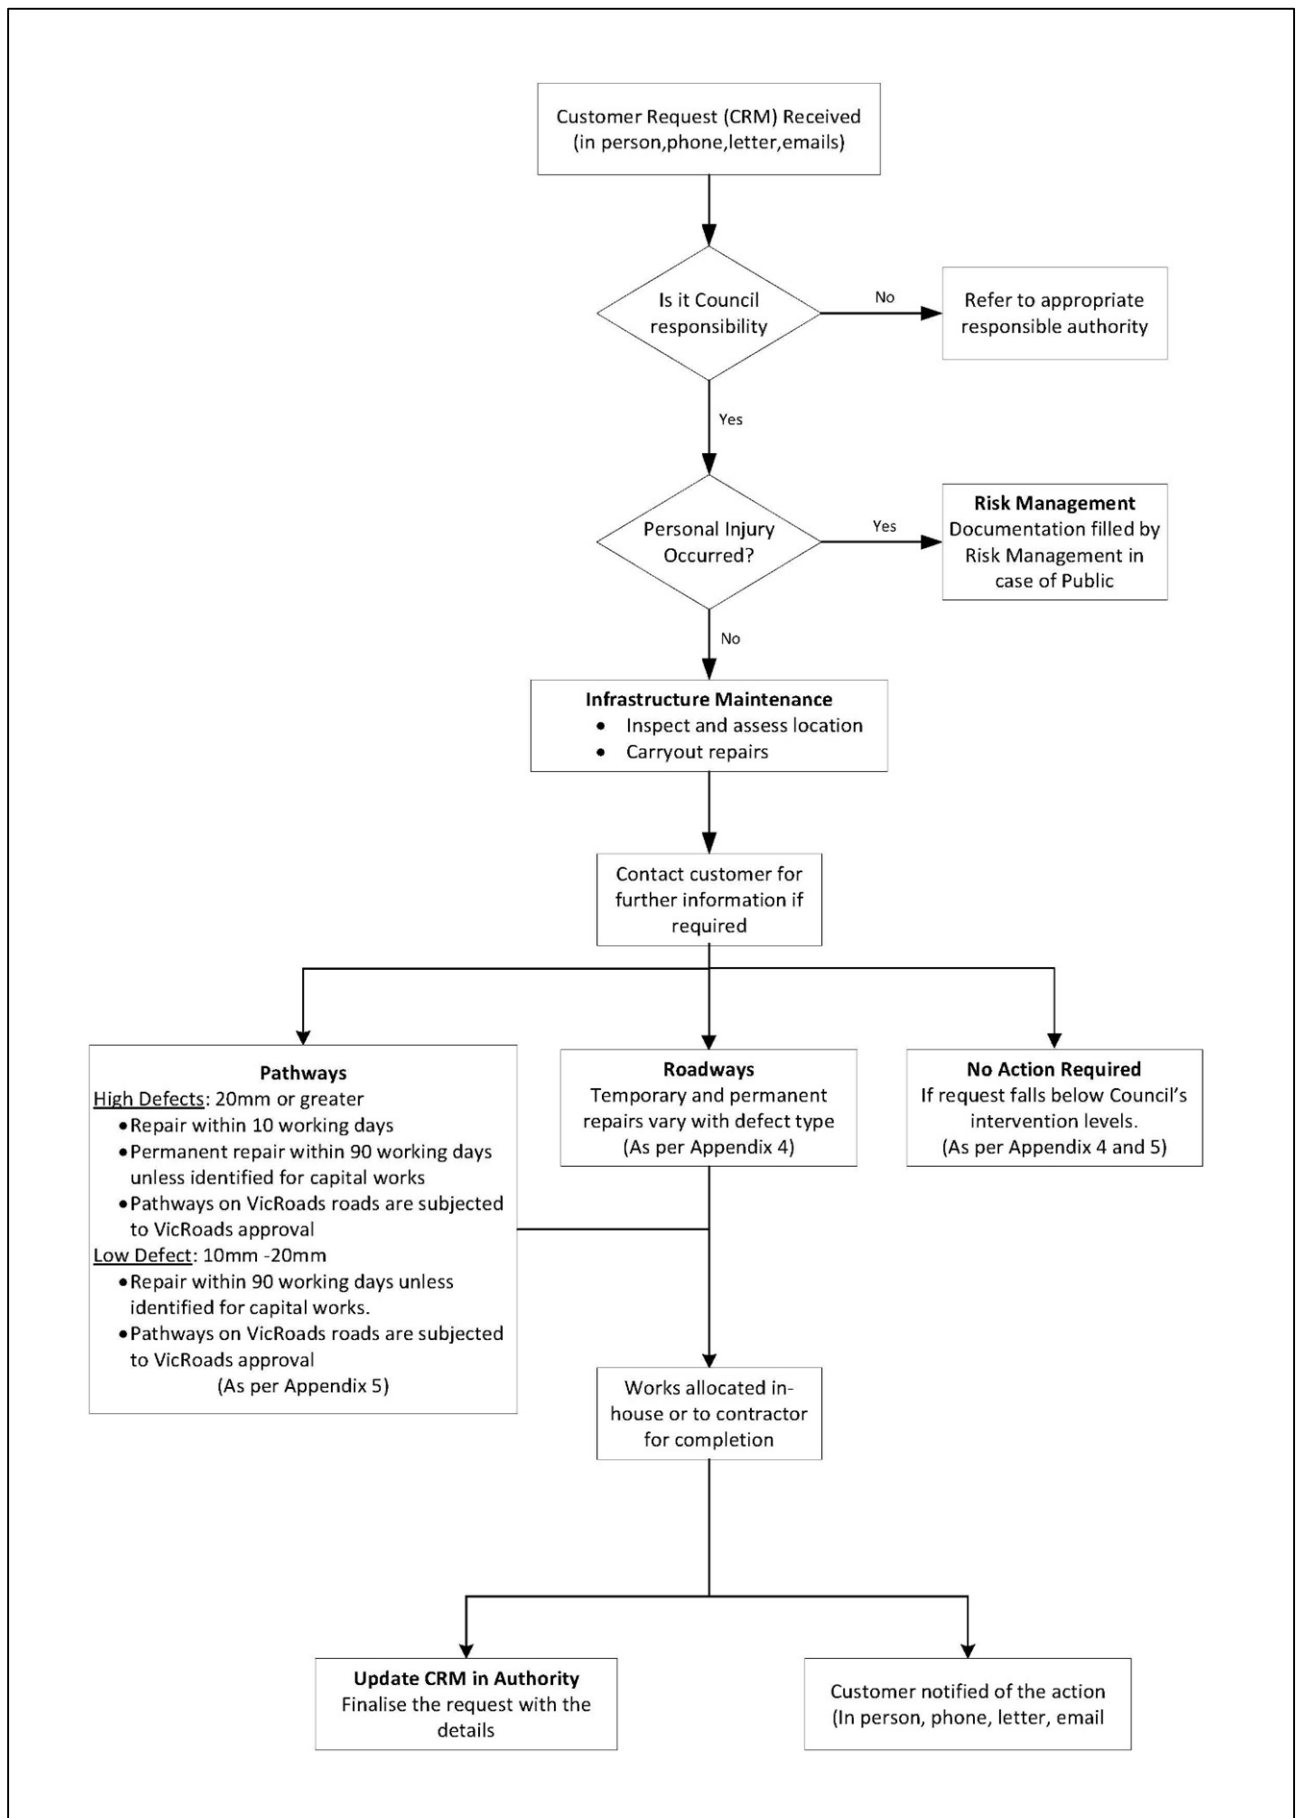 Customer Request (CRM) Received
(in person,phone,letter,emails)
Is it Council
responsibility
No
Refer to appropriate
responsible authority
Yes
Personal Injury
Occurred?
Yes
Risk Management
Documentation filled by
Risk Management in
case of Public
No
Infrastructure Maintenance
• Inspect and assess location
• Carryout repairs
Contact customer for
further information if
required
Pathways
High Defects: 20mm or greater
• Repair within 10 working days
• Permanent repair within 90 working days
unless identified for capital works
• Pathways on VicRoads roads are subjected
to VicRoads approval
Low Defect: 10mm -20mm
• Repair within 90 working days unless
identified for capital works.
• Pathways on VicRoads roads are subjected
to VicRoads approval
(As per Appendix 5)
Roadways
Temporary and permanent
repairs vary with defect type
(As per Appendix 4)
No Action Required
If request falls below Council’s
intervention levels.
(As per Appendix 4 and 5)
Works allocated in-
house or to contractor
for completion
Update CRM in Authority
Finalise the request with the
details
Customer notified of the action
(In person, phone, letter, email